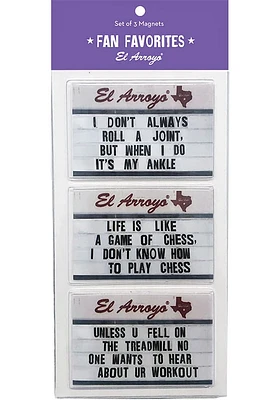 Set of 3 Magnets
★ FAN FAVORITES ★
El Arroyo®
El Arroyo®
I DON'T ALWAYS
ROLL A JOINT,
BUT WHEN I DO
IT'S MY ANKLE
El Arroyo®
LIFE IS LIKE
A GAME OF CHESS,
I DON'T KNOW HOW
TO PLAY CHESS
El Arroyo®
UNLESS U FELL ON
THE TREADMILL NO
ONE WANTS TO HEAR
ABOUT UR WORKOUT